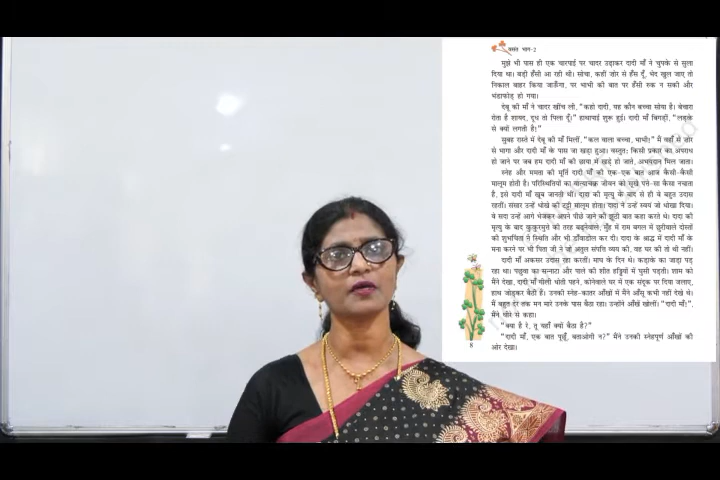 वसंत भाग-2
मुझे भी पास ही एक चारपाई पर चादर उढ़ाकर दादी माँ ने चुपके से सुला
दिया था। बड़ी हँसी आ रही थी। सोचा, कहीं जोर से हँस दूँ, भेद खुल जाए तो
निकाल बाहर किया जाऊँगा, पर भाभी की बात पर हँसी रुक न सकी और
भंडाफोड़ हो गया।
देबू की माँ ने चादर खींच ली, “कहो दादी, यह कौन बच्चा सोया है। बेचारा
रोता है शायद, दूध तो पिला दूँ।” हाथापाई शुरू हुई। दादी माँ बिगड़ीं, “लड़के
से क्यों लगती है!”
सुबह रास्ते में देबू की माँ मिलीं, “कल वाला बच्चा, भाभी!” मैं वहाँ से जोर
से भागा और दादी माँ के पास जा खड़ा हुआ। वस्तुतः किसी प्रकार का अपराध
हो जाने पर जब हम दादी माँ की छाया में खड़े हो जाते, अभयदान मिल जाता।
स्नेह और ममता की मूर्ति दादी माँ की एक-एक बात आज कैसी-कैसी
मालूम होती है। परिस्थितियों का वात्याचक्र जीवन को सूखे पत्ते-सा कैसा नचाता
है, इसे दादी माँ खूब जानती थीं। दादा की मृत्यु के बाद से ही वे बहुत उदास
रहतीं। संसार उन्हें धोखे की टट्टी मालूम होता। दादा ने उन्हें स्वयं जो धोखा दिया।
वे सदा उन्हें आगे भेजकर अपने पीछे जाने की झूठी बात कहा करते थे। दादा की
मृत्यु के बाद कुकुरमुत्ते की तरह बढ़नेवाले, मुँह में राम बगल में छुरीवाले दोस्तों
की शुभचिंता ने स्थिति और भी डाँवाडोल कर दी। दादा के श्राद्ध में दादी माँ के
मना करने पर भी पिता जी ने जो अतुल संपत्ति व्यय की, वह घर की तो थी नहीं।
दादी माँ अकसर उदास रहा करतीं। माघ के दिन थे। कड़ाके का जाड़ा पड़
रहा था। पछुवा का सन्नाटा और पाले की शीत हड्डियों में घुसी पड़ती। शाम को
मैंने देखा, दादी माँ गीली धोती पहने, कोनेवाले घर में एक संदूक पर दिया जलाए,
हाथ जोड़कर बैठी हैं। उनकी स्नेह-कातर आँखों में मैंने आँसू कभी नहीं देखे थे।
मैं बहुत देर तक मन मारे उनके पास बैठा रहा। उन्होंने आँखें खोलीं। “दादी माँ!”,
मैंने धीरे से कहा।
“क्या है रे, तू यहाँ क्यों बैठा है?”
“दादी माँ, एक बात पूछूँ, बताओगी न?” मैंने उनकी स्नेहपूर्ण आँखों की
ओर देखा।
8